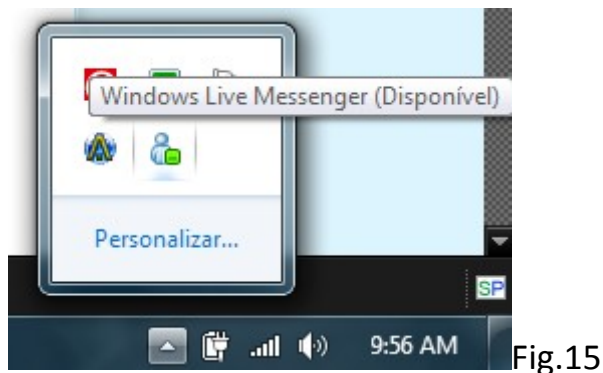 Windows Live Messenger (Disponível)
Personalizar...
SP
9:56 AM
Fig.15